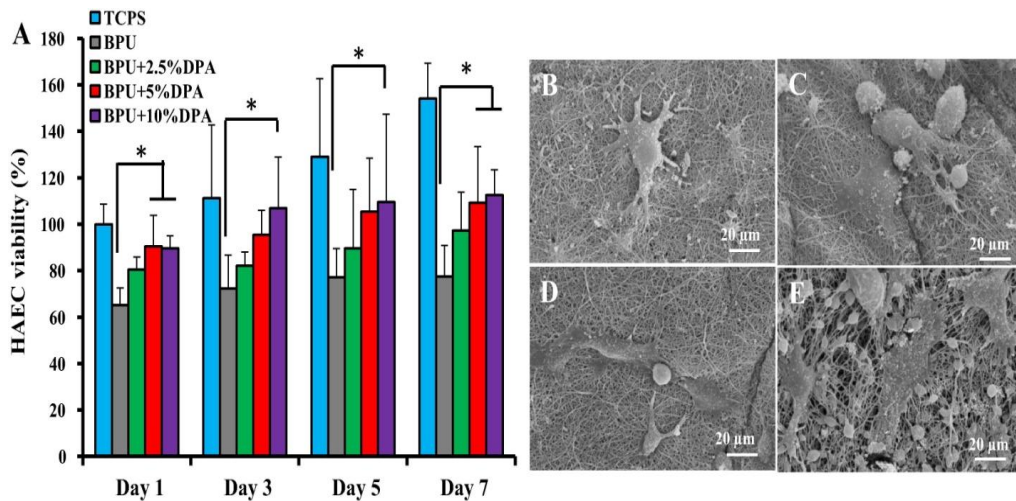 A
TCPS
BPU
BPU+2.5%DPA
BPU+5%DPA
BPU+10%DPA
HAEC viability (%)
180
160
140
120
100
80
60
40
20
0
*
*
*
*
Day 1
Day 3
Day 5
Day 7
B
20 µm
C
20 µm
D
20 µm
E
20 µm